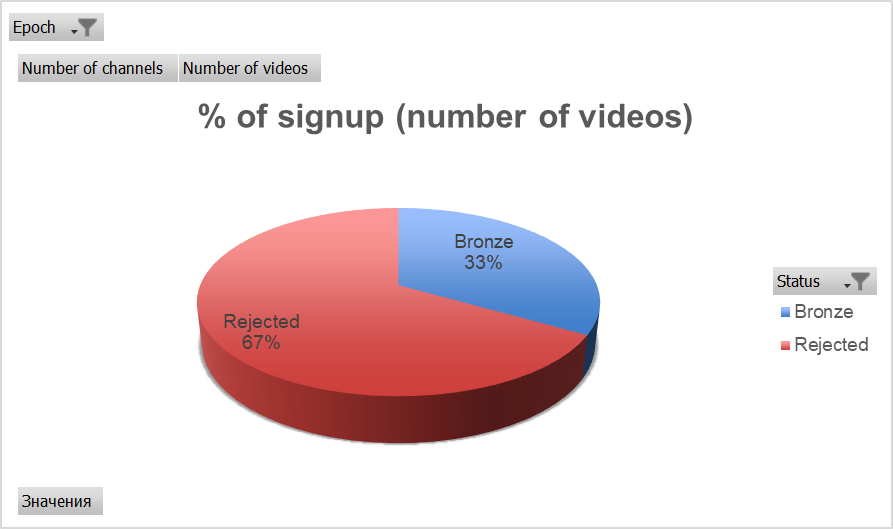 Epoch
Number of channels
Number of videos
% of signup (number of videos)
Bronze
33%
Rejected
67%
Status
Bronze
Rejected
Значения